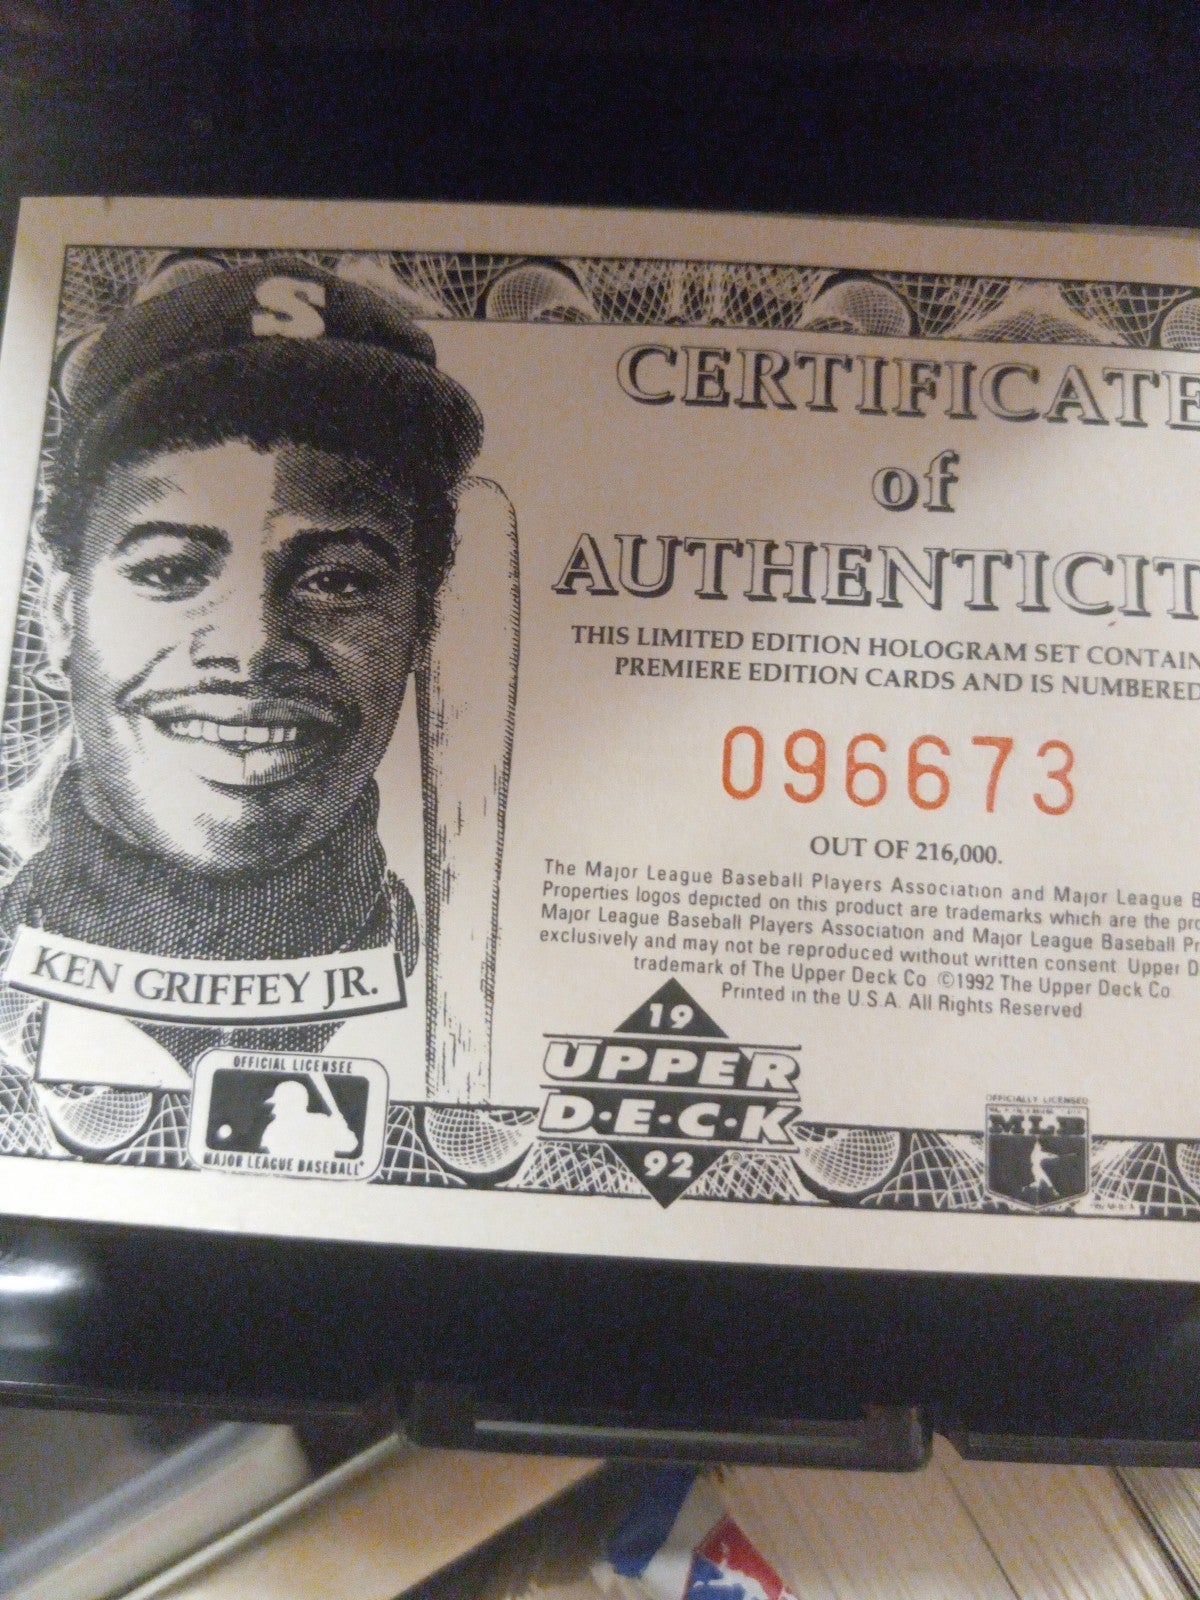 S
CERTIFICATE
of
AUTHENTICIT
THIS LIMITED EDITION HOLOGRAM SET CONTAIN
PREMIERE EDITION CARDS AND IS NUMBERED
096673
OUT OF 216,000.
The Major League Baseball Players Association and Major League B
Properties logos depicted on this product are trademarks which are the pro
Major League Baseball Players Association and Major League Baseball Pr
exclusively and may not be reproduced without written consent Upper D
trademark of The Upper Deck Co ©1992 The Upper Deck Co
Printed in the U.S.A. All Rights Reserved
KEN GRIFFEY JR.
OFFICIAL LICENSEE
MAJOR LEAGUE BASEBALL
19
UPPER
D·E·C·K
92
OFFICIALLY LICENSED
MLB